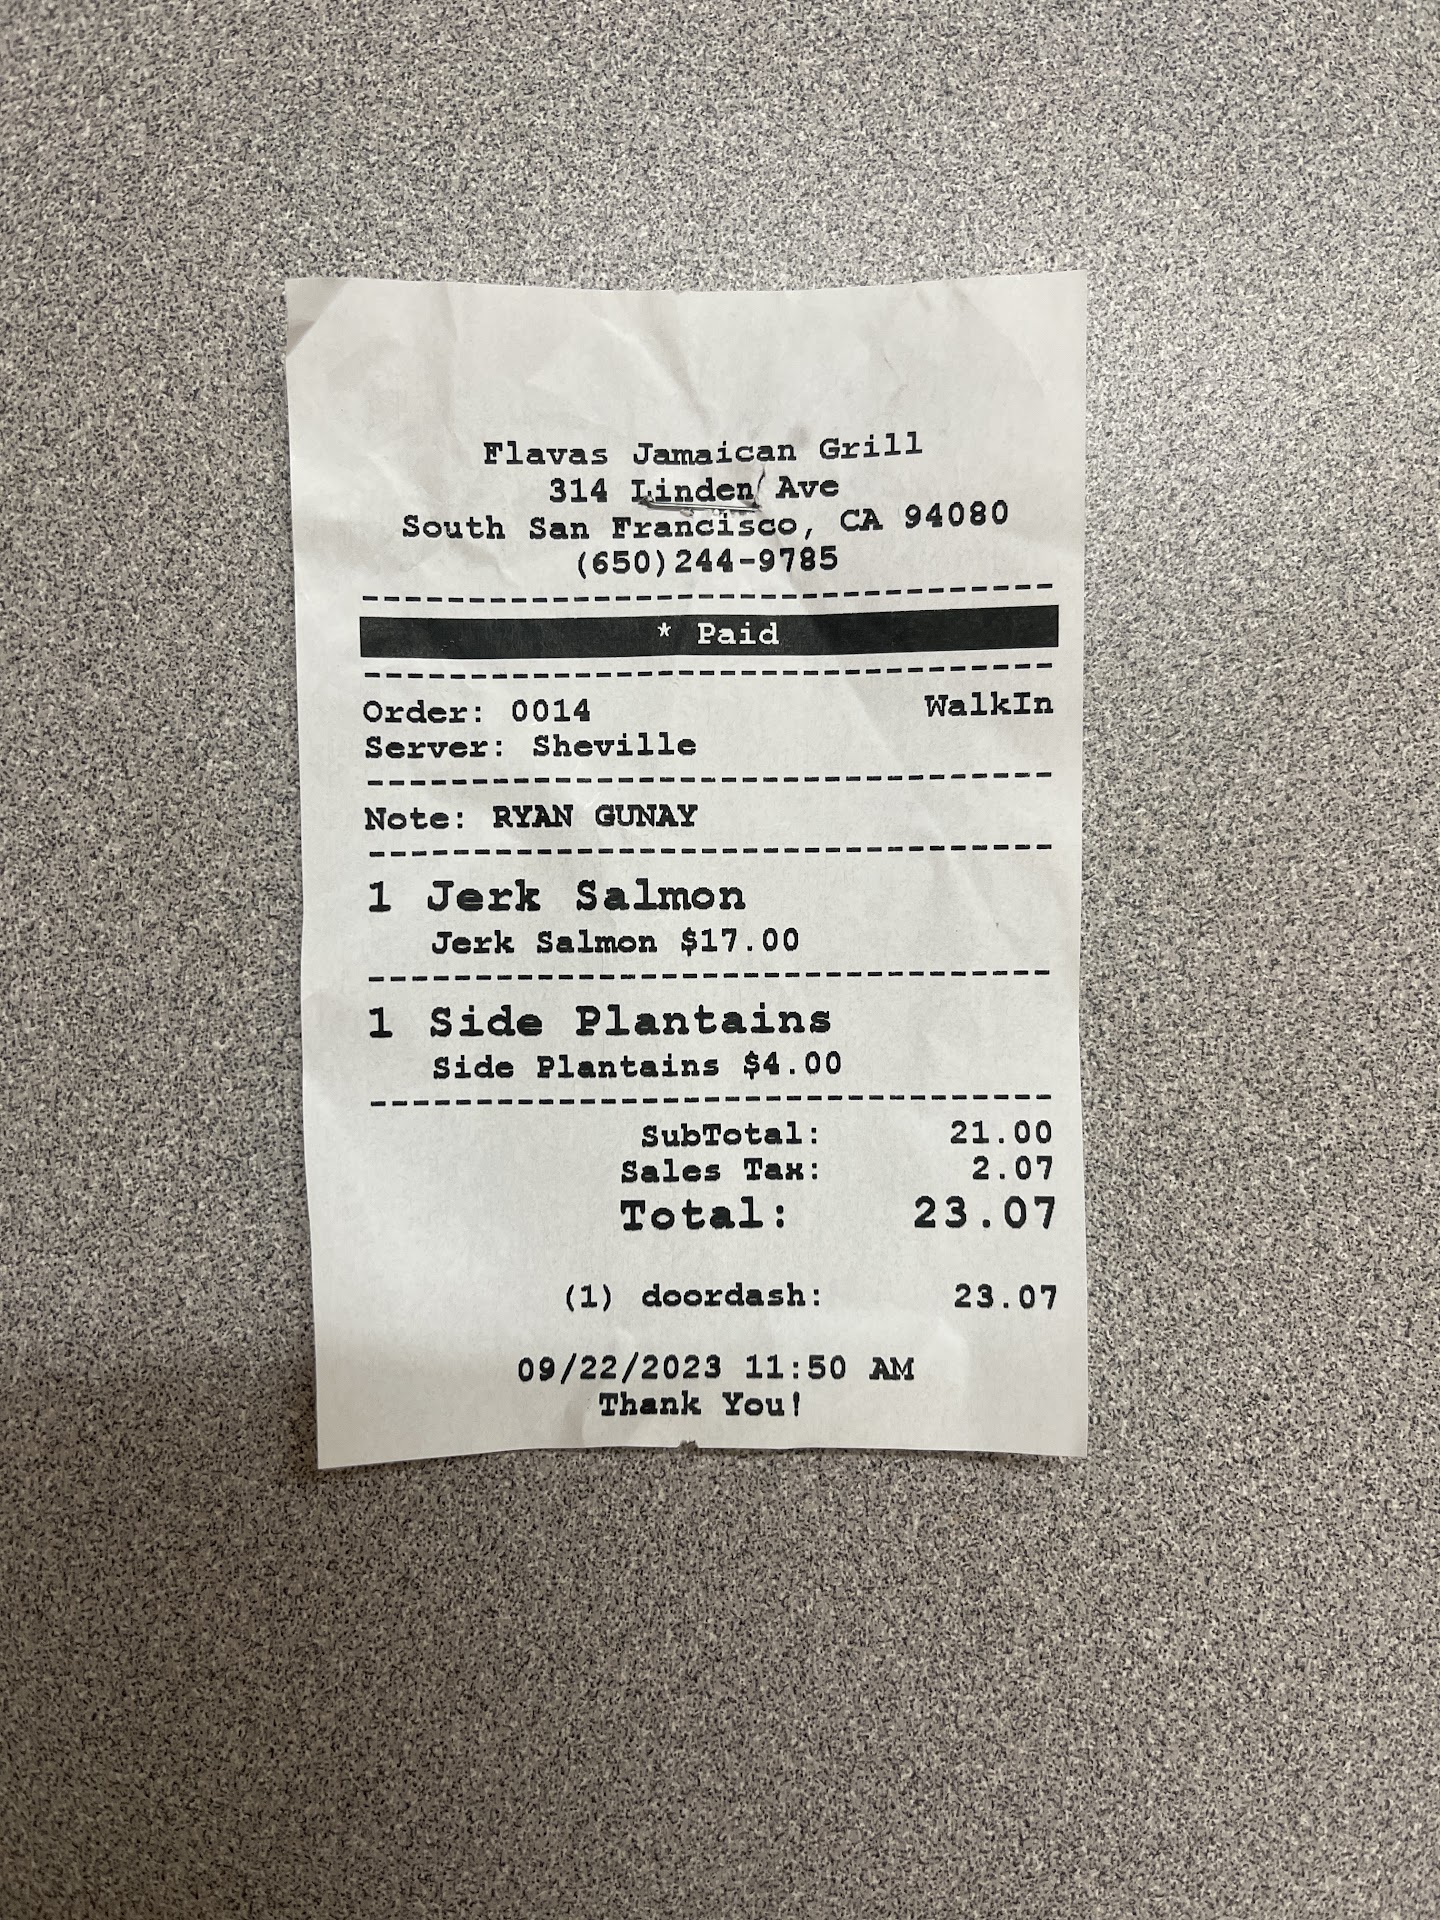 Flavas Jamaican Grill
314 Linden Ave
South San Francisco, CA 94080
(650)244-9785
---------------------------------
* Paid
---------------------------------
Order: 0014 WalkIn
Server: Sheville
---------------------------------
Note: RYAN GUNAY
---------------------------------
1 Jerk Salmon
Jerk Salmon $17.00
---------------------------------
1 Side Plantains
Side Plantains $4.00
---------------------------------
SubTotal: 21.00
Sales Tax: 2.07
Total: 23.07
(1) doordash: 23.07
09/22/2023 11:50 AM
Thank You!